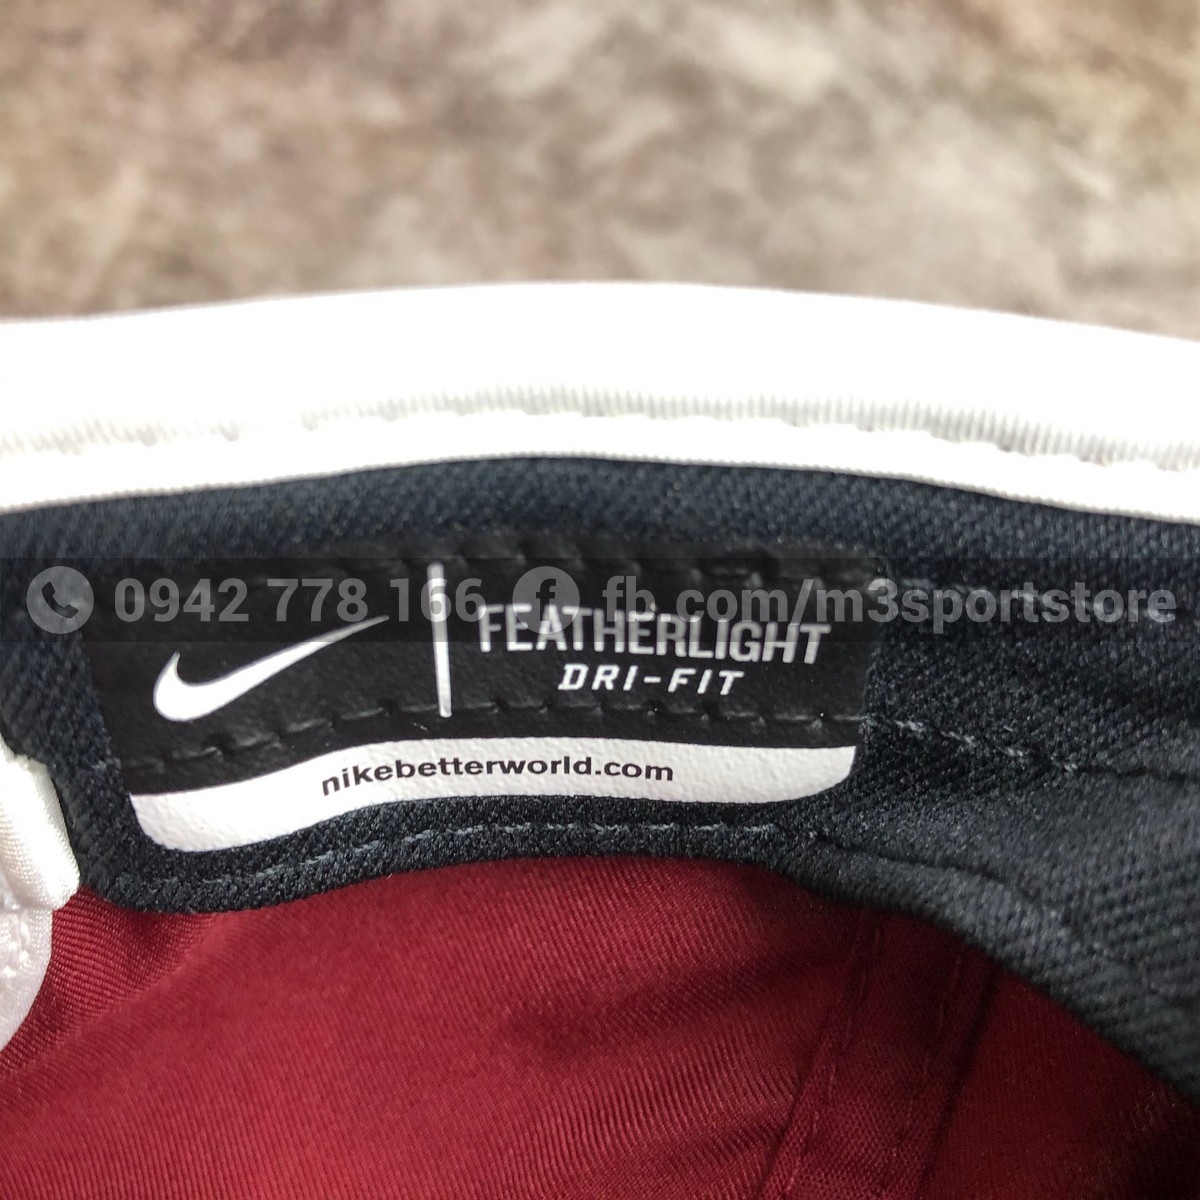 0942 778 166 fb.com/m3sportstore
FEATHERLIGHT
DRI-FIT
nikebetterworld.com